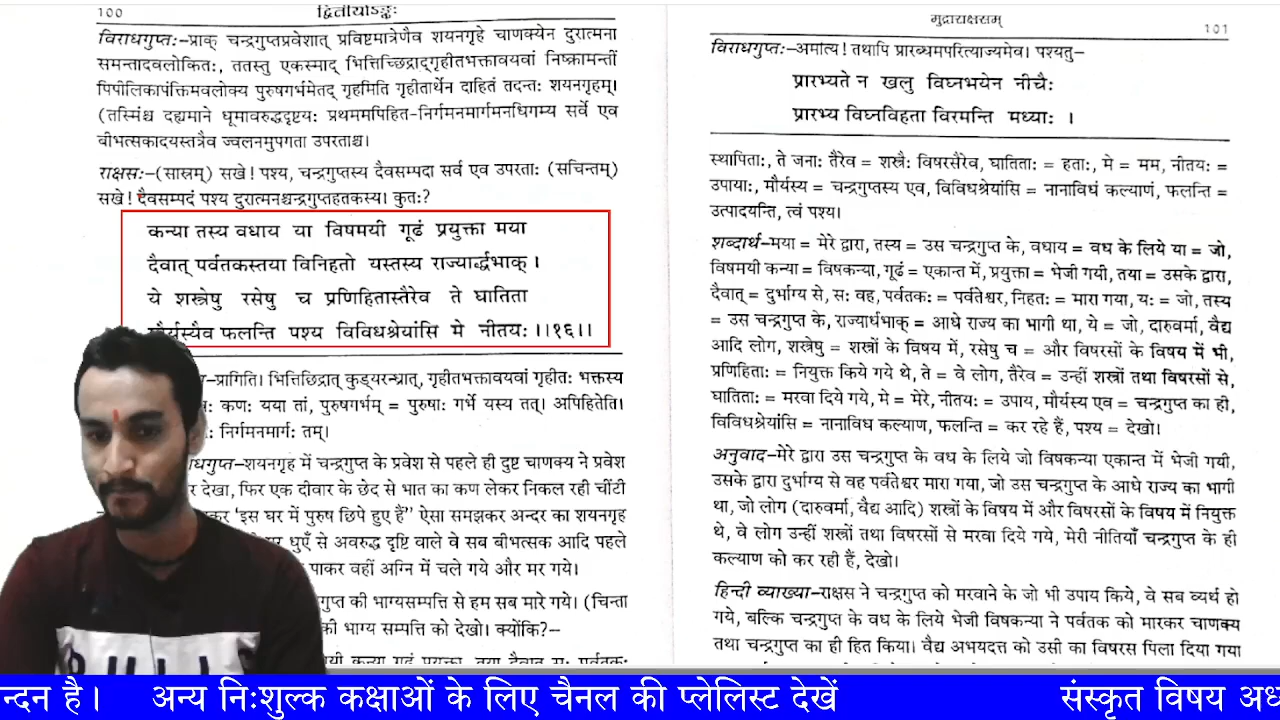 100
द्वितीयोऽङ्कः
विराधगुप्तः–प्राक् चन्द्रगुप्तप्रवेशात् प्रविष्टमात्रेणैव शयनगृहे चाणक्येन दुरात्मना
समन्तादवलोकितः, ततस्तु एकस्माद् भित्तिच्छिद्राद्गृहीतभक्तावयवां निष्क्रामन्तीं
पिपीलिकापंक्तिमवलोक्य पुरुषगर्भमेतद् गृहमिति गृहीतार्थेन दाहितं तदन्तः शयनगृहम्।
(तस्मिंश्च दह्यमाने धूमावरुद्धदृष्टयः प्रथममपिहित-निर्गमनमार्गमनधिगम्य सर्वे एव
बीभत्सकादयस्तत्रैव ज्वलनमुपगता उपरताश्च।
राक्षसः–(सास्त्रम्) सखे! पश्य, चन्द्रगुप्तस्य दैवसम्पदा सर्व एव उपरताः (सचिन्तम्)
सखे! दैवसम्पदं पश्य दुरात्मनश्चन्द्रगुप्तहतकस्य। कुतः?
कन्या तस्य वधाय या विषमयी गूढं प्रयुक्ता मया
दैवात् पर्वतकस्तया विनिहतो यस्तस्य राज्यार्द्धभाक् ।
ये शस्त्रेषु रसेषु च प्रणिहितास्तैरेव ते घातिता
मौर्यस्यैव फलन्ति पश्य विविधश्रेयांसि मे नीतयः ।।१६।।
–प्रागिति। भित्तिछिद्रात् कुड्यरन्ध्रात्, गृहीतभक्तावयवां गृहीतः भक्तस्य
कणः यया तां, पुरुषगर्भम् = पुरुषाः गर्भे यस्य तत्। अपिहितेति।
निर्गमनमार्गः तम्।
धगुप्त–शयनगृह में चन्द्रगुप्त के प्रवेश से पहले ही दुष्ट चाणक्य ने प्रवेश
र देखा, फिर एक दीवार के छेद से भात का कण लेकर निकल रही चींटी
कर 'इस घर में पुरुष छिपे हुए हैं" ऐसा समझकर अन्दर का शयनगृह
धुएँ से अवरुद्ध दृष्टि वाले वे सब बीभत्सक आदि पहले
पाकर वहीं अग्नि में चले गये और मर गये।
गुप्त की भाग्यसम्पत्ति से हम सब मारे गये। (चिन्ता
की भाग्य सम्पत्ति को देखो। क्योंकि?–
यी कन्या गूढं प्रयुक्ता, तया दैवात् सः पर्वतकः
मुद्राराक्षसम्
101
विराधगुप्तः–अमात्य! तथापि प्रारब्धमपरित्याज्यमेव। पश्यतु–
प्रारभ्यते न खलु विघ्नभयेन नीचैः
प्रारभ्य विघ्नविहता विरमन्ति मध्याः ।
स्थापिताः, ते जनाः तैरेव = शस्त्रैः विषरसैरेव, घातिताः = हताः, मे = मम, नीतयः =
उपायाः, मौर्यस्य = चन्द्रगुप्तस्य एव, विविधश्रेयांसि = नानाविधं कल्याणं, फलन्ति =
उत्पादयन्ति, त्वं पश्य।
शब्दार्थ–मया = मेरे द्वारा, तस्य = उस चन्द्रगुप्त के, वधाय = वध के लिये या = जो,
विषमयी कन्या = विषकन्या, गूढं = एकान्त में, प्रयुक्ता = भेजी गयी, तया = उसके द्वारा,
दैवात् = दुर्भाग्य से, सः वह, पर्वतकः = पर्वतेश्वर, निहतः = मारा गया, यः = जो, तस्य
= उस चन्द्रगुप्त के, राज्यार्धभाक् = आधे राज्य का भागी था, ये = जो, दारुवर्मा, वैद्य
आदि लोग, शस्त्रेषु = शस्त्रों के विषय में, रसेषु च = और विषरसों के विषय में भी,
प्रणिहिताः = नियुक्त किये गये थे, ते = वे लोग, तैरेव = उन्हीं शस्त्रों तथा विषरसों से,
घातिताः = मरवा दिये गये, मे = मेरे, नीतयः = उपाय, मौर्यस्य एव = चन्द्रगुप्त का ही,
विविधश्रेयांसि = नानाविध कल्याण, फलन्ति = कर रहे हैं, पश्य = देखो।
अनुवाद–मेरे द्वारा उस चन्द्रगुप्त के वध के लिये जो विषकन्या एकान्त में भेजी गयी,
उसके द्वारा दुर्भाग्य से वह पर्वतेश्वर मारा गया, जो उस चन्द्रगुप्त के आधे राज्य का भागी
था, जो लोग (दारुवर्मा, वैद्य आदि) शस्त्रों के विषय में और विषरसों के विषय में नियुक्त
थे, वे लोग उन्हीं शस्त्रों तथा विषरसों से मरवा दिये गये, मेरी नीतियाँ चन्द्रगुप्त के ही
कल्याण को कर रही हैं, देखो।
हिन्दी व्याख्या–राक्षस ने चन्द्रगुप्त को मरवाने के जो भी उपाय किये, वे सब व्यर्थ हो
गये, बल्कि चन्द्रगुप्त के वध के लिये भेजी विषकन्या ने पर्वतक को मारकर चाणक्य
तथा चन्द्रगुप्त का ही हित किया। वैद्य अभयदत्त को उसी का विषरस पिला दिया गया
न्दन है। अन्य निःशुल्क कक्षाओं के लिए चैनल की प्लेलिस्ट देखें संस्कृत विषय अध